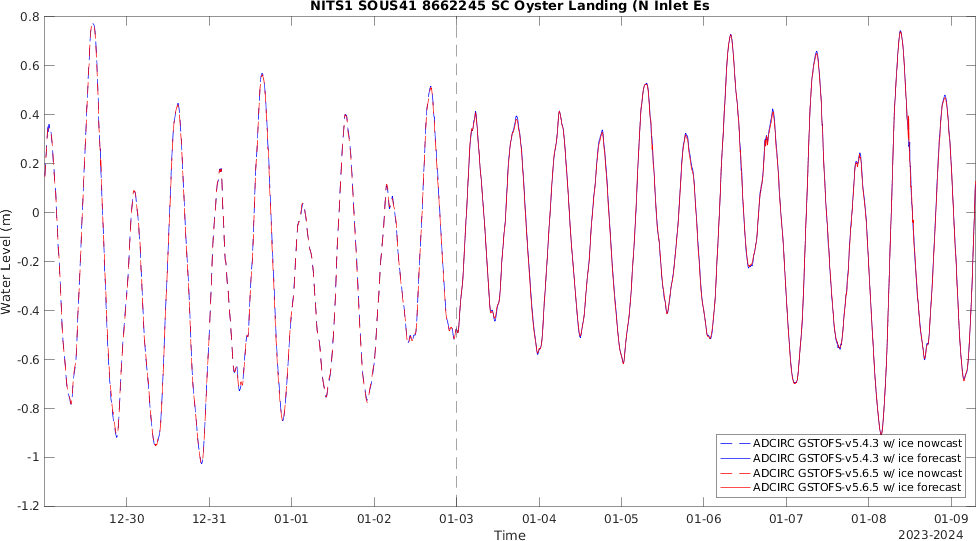 NITS1 SOUS41 8662245 SC Oyster Landing (N Inlet Es
0.8
0.6
0.4
0.2
0
-0.2
-0.4
-0.6
-0.8
-1
-1.2
Water Level (m)
12-30 12-31 01-01 01-02 01-03 01-04 01-05 01-06 01-07 01-08 01-09
Time
2023-2024
ADCIRC GSTOFS-v5.4.3 w/ ice nowcast
ADCIRC GSTOFS-v5.4.3 w/ ice forecast
ADCIRC GSTOFS-v5.6.5 w/ ice nowcast
ADCIRC GSTOFS-v5.6.5 w/ ice forecast